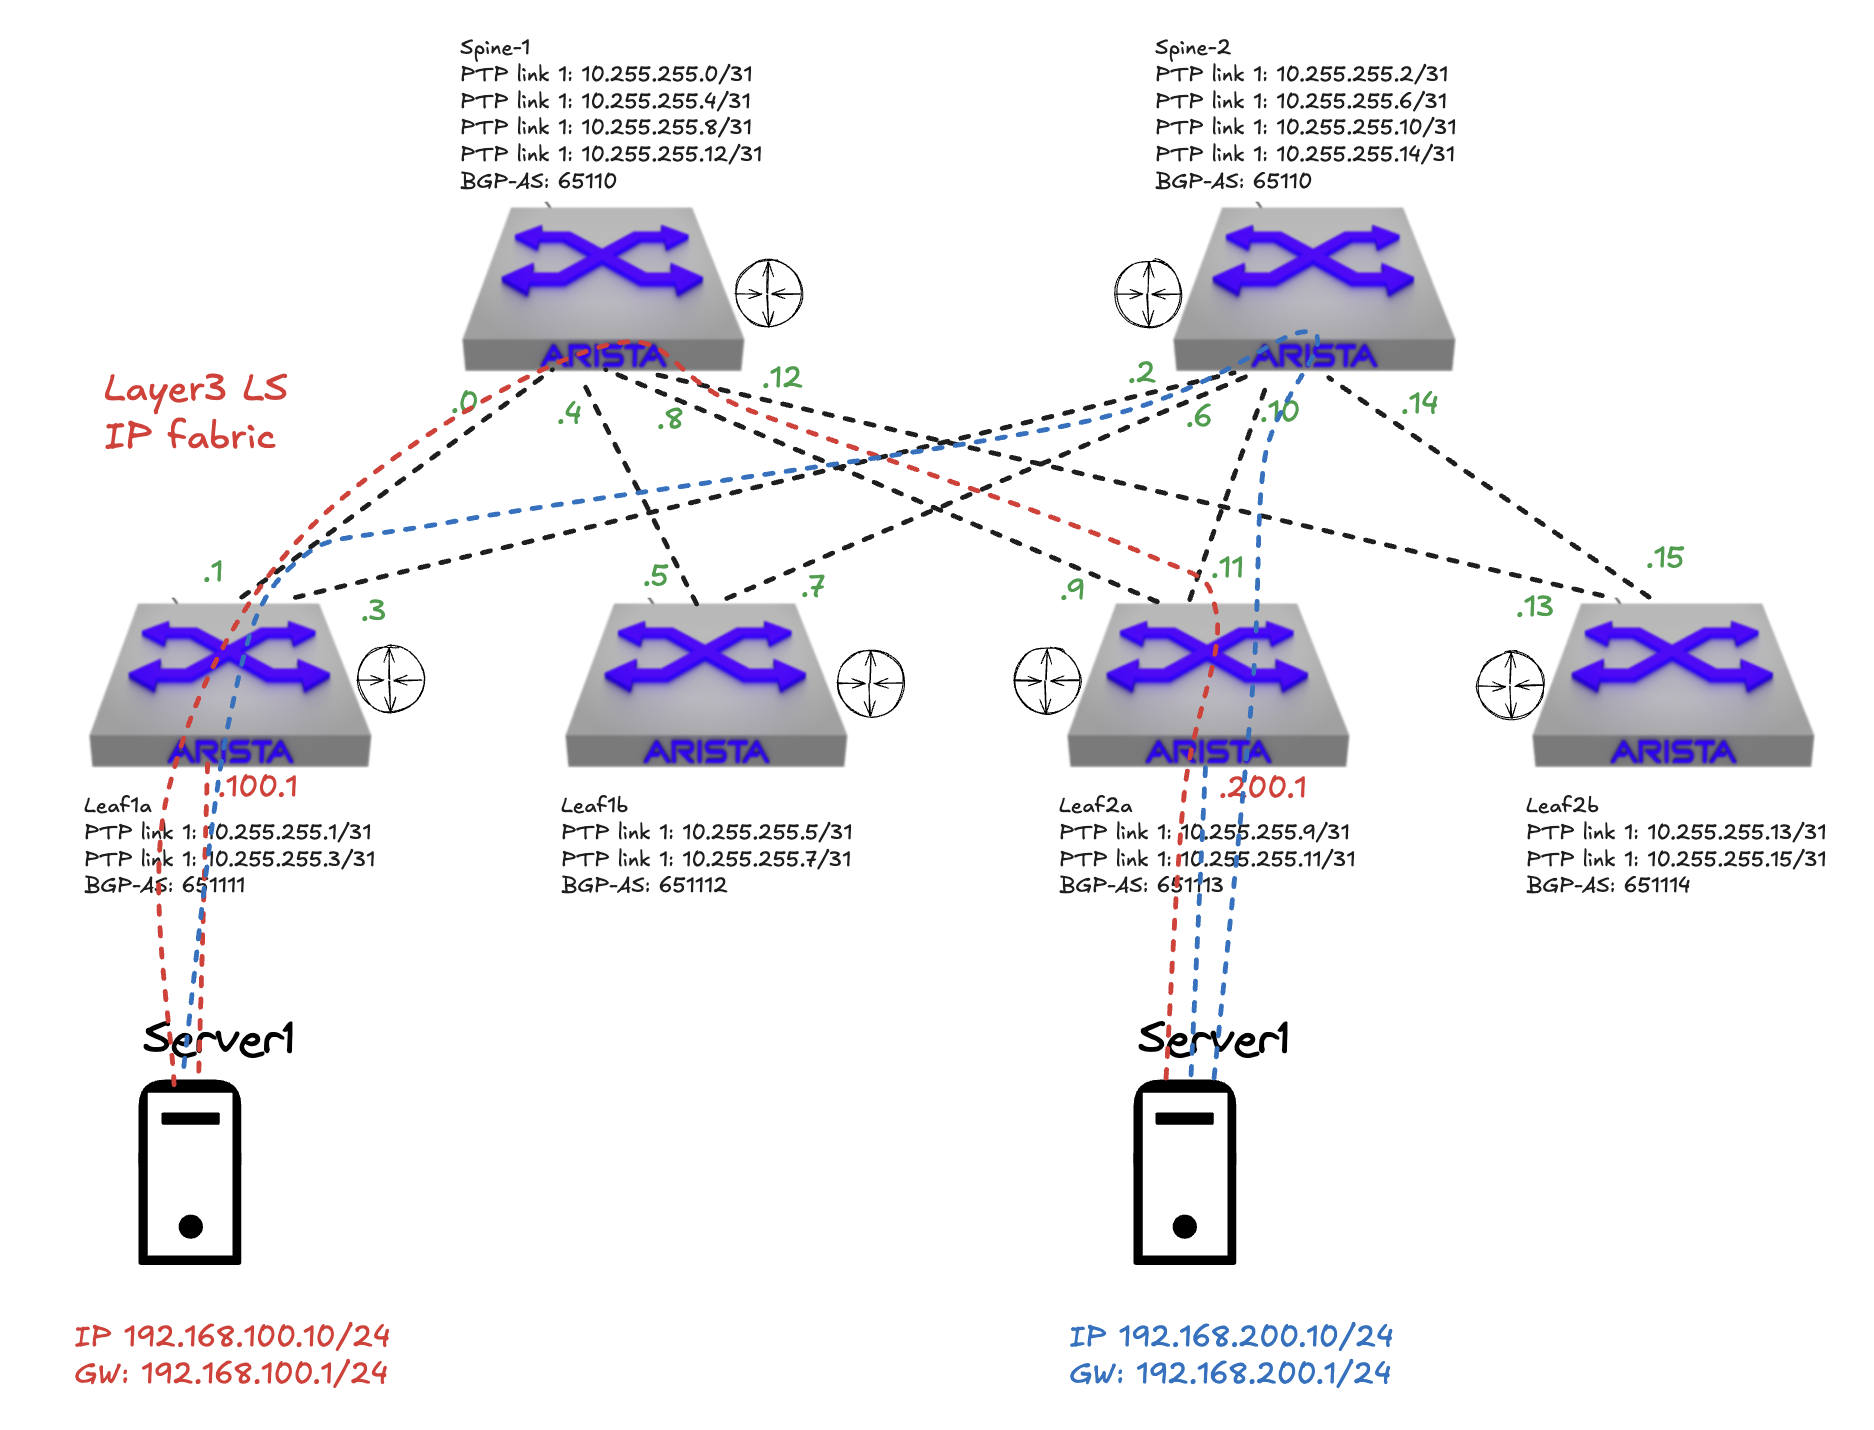 Spine-1
PTP link 1: 10.255.255.0/31
PTP link 1: 10.255.255.4/31
PTP link 1: 10.255.255.8/31
PTP link 1: 10.255.255.12/31
BGP-AS: 65110
Spine-2
PTP link 1: 10.255.255.2/31
PTP link 1: 10.255.255.6/31
PTP link 1: 10.255.255.10/31
PTP link 1: 10.255.255.14/31
BGP-AS: 65110
ARISTA
ARISTA
Layer3 LS
IP fabric
.0
.4
.8
.12
.2
.6
.10
.14
.1
.3
.5
.7
.9
.11
.13
.15
ARISTA
ARISTA
ARISTA
ARISTA
.100.1
.200.1
Leaf1a
PTP link 1: 10.255.255.1/31
PTP link 1: 10.255.255.3/31
BGP-AS: 651111
Leaf1b
PTP link 1: 10.255.255.5/31
PTP link 1: 10.255.255.7/31
BGP-AS: 651112
Leaf2a
PTP link 1: 10.255.255.9/31
PTP link 1: 10.255.255.11/31
BGP-AS: 651113
Leaf2b
PTP link 1: 10.255.255.13/31
PTP link 1: 10.255.255.15/31
BGP-AS: 651114
Server1
Server1
IP 192.168.100.10/24
GW: 192.168.100.1/24
IP 192.168.200.10/24
GW: 192.168.200.1/24